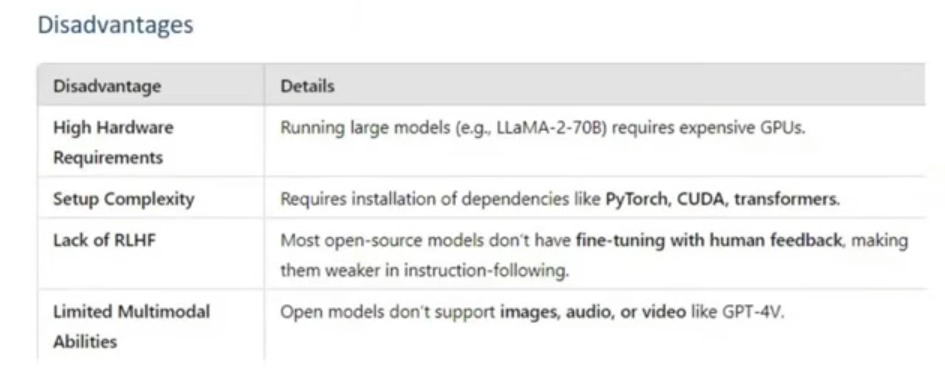 Disadvantages
Disadvantage Details
High Hardware Requirements Running large models (e.g., LLaMA-2-70B) requires expensive GPUs.
Setup Complexity Requires installation of dependencies like PyTorch, CUDA, transformers.
Lack of RLHF Most open-source models don't have fine-tuning with human feedback, making
them weaker in instruction-following.
Limited Multimodal Abilities Open models don't support images, audio, or video like GPT-4V.